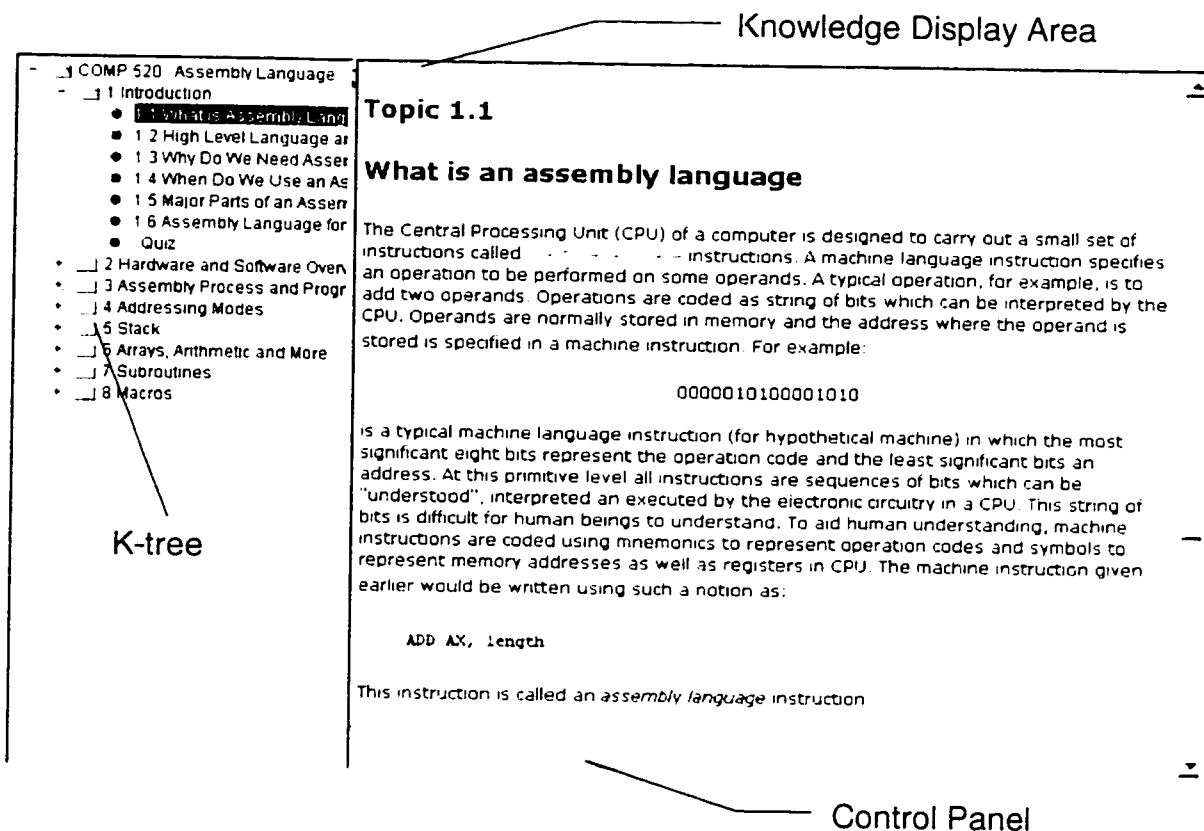 Knowledge Display Area
COMP 520 Assembly Language
1 Introduction
1 1 What is Assembly Lang
1 2 High Level Language ar
1 3 Why Do We Need Asser
1 4 When Do We Use an As
1 5 Major Parts of an Assem
1 6 Assembly Language for
Quiz
2 Hardware and Software Overv
3 Assembly Process and Progr
4 Addressing Modes
5 Stack
6 Arrays, Arithmetic and More
7 Subroutines
8 Macros
K-tree
Topic 1.1
What is an assembly language
The Central Processing Unit (CPU) of a computer is designed to carry out a small set of
instructions called instructions. A machine language instruction specifies
an operation to be performed on some operands. A typical operation, for example, is to
add two operands. Operations are coded as string of bits which can be interpreted by the
CPU. Operands are normally stored in memory and the address where the operand is
stored is specified in a machine instruction. For example:
0000010100001010
is a typical machine language instruction (for hypothetical machine) in which the most
significant eight bits represent the operation code and the least significant bits an
address. At this primitive level all instructions are sequences of bits which can be
"understood", interpreted an executed by the electronic circuitry in a CPU. This string of
bits is difficult for human beings to understand. To aid human understanding, machine
instructions are coded using mnemonics to represent operation codes and symbols to
represent memory addresses as well as registers in CPU. The machine instruction given
earlier would be written using such a notion as:
ADD AX, length
This instruction is called an assembly language instruction
Control Panel